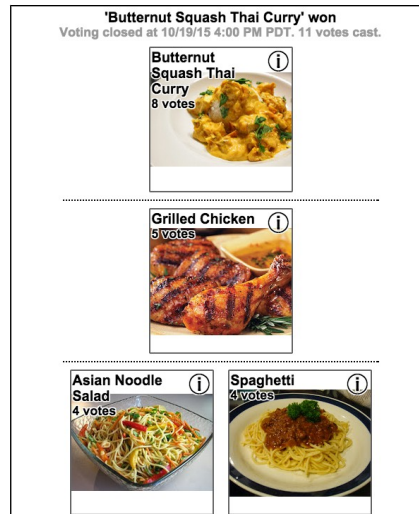 'Butternut Squash Thai Curry' won
Voting closed at 10/19/15 4:00 PM PDT. 11 votes cast.
Butternut
Squash Thai
Curry
8 votes
i
Grilled Chicken
5 votes
i
Asian Noodle
Salad
4 votes
i
Spaghetti
4 votes
i